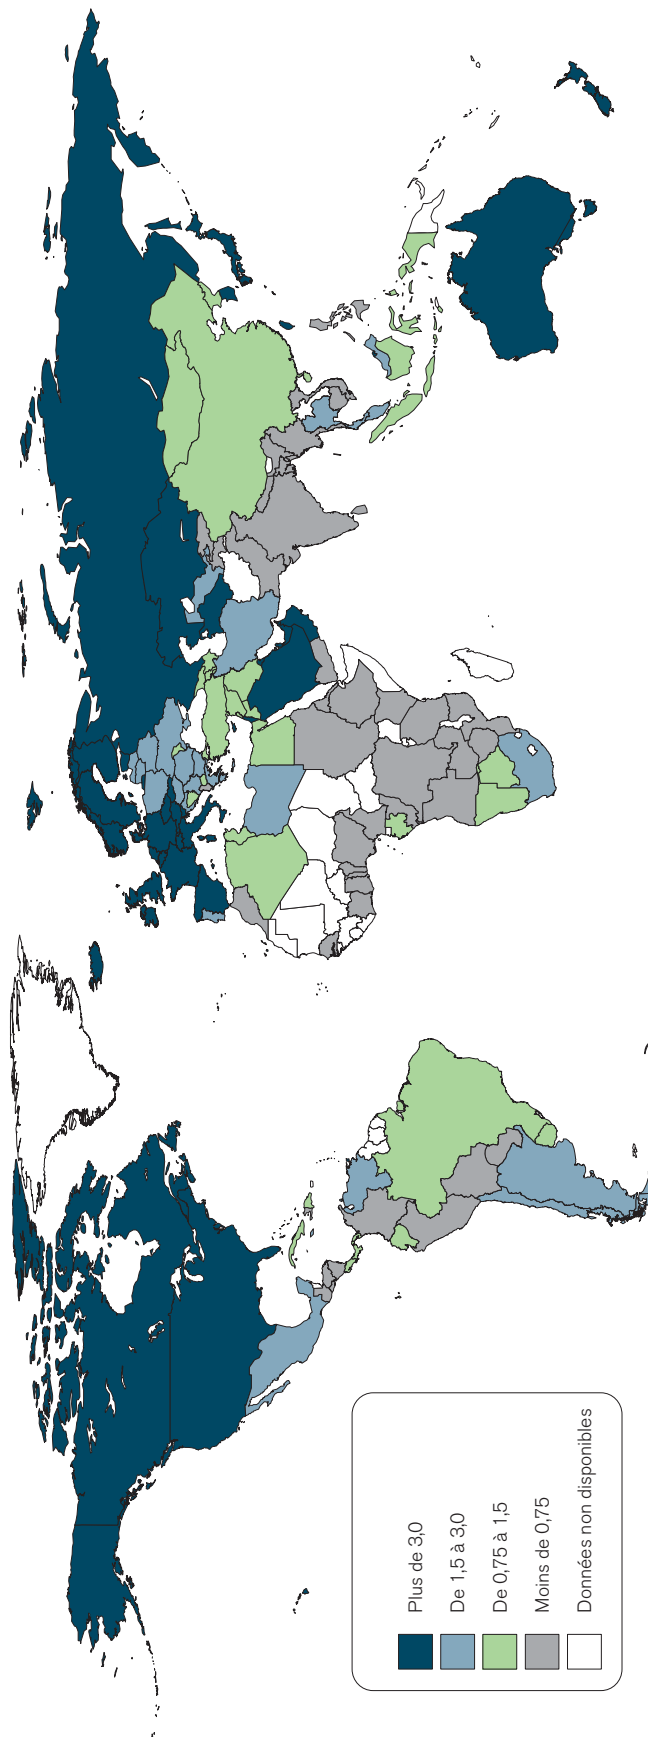 Plus de 3,0
De 1,5 à 3,0
De 0,75 à 1,5
Moins de 0,75
Données non disponibles